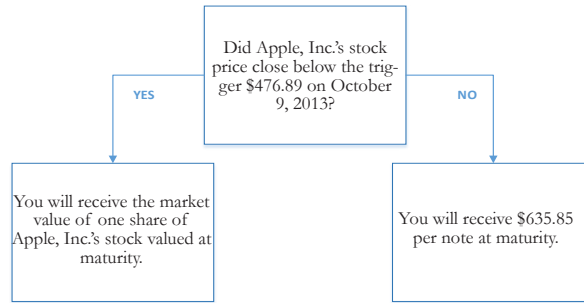 Did Apple, Inc.'s stock
price close below the trig-
ger $476.89 on October
9, 2013?
YES
NO
You will receive the market
value of one share of
Apple, Inc.'s stock valued at
maturity.
You will receive $635.85
per note at maturity.